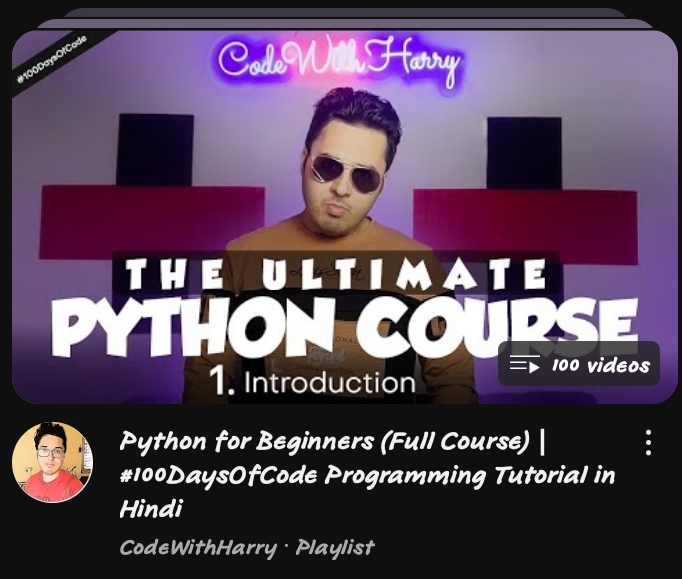 #100DaysOfCode
CodeWithHarry
THE ULTIMATE
PYTHON COURSE
1. Introduction
100 videos
Python for Beginners (Full Course) |
#100DaysOfCode Programming Tutorial in
Hindi
CodeWithHarry · Playlist